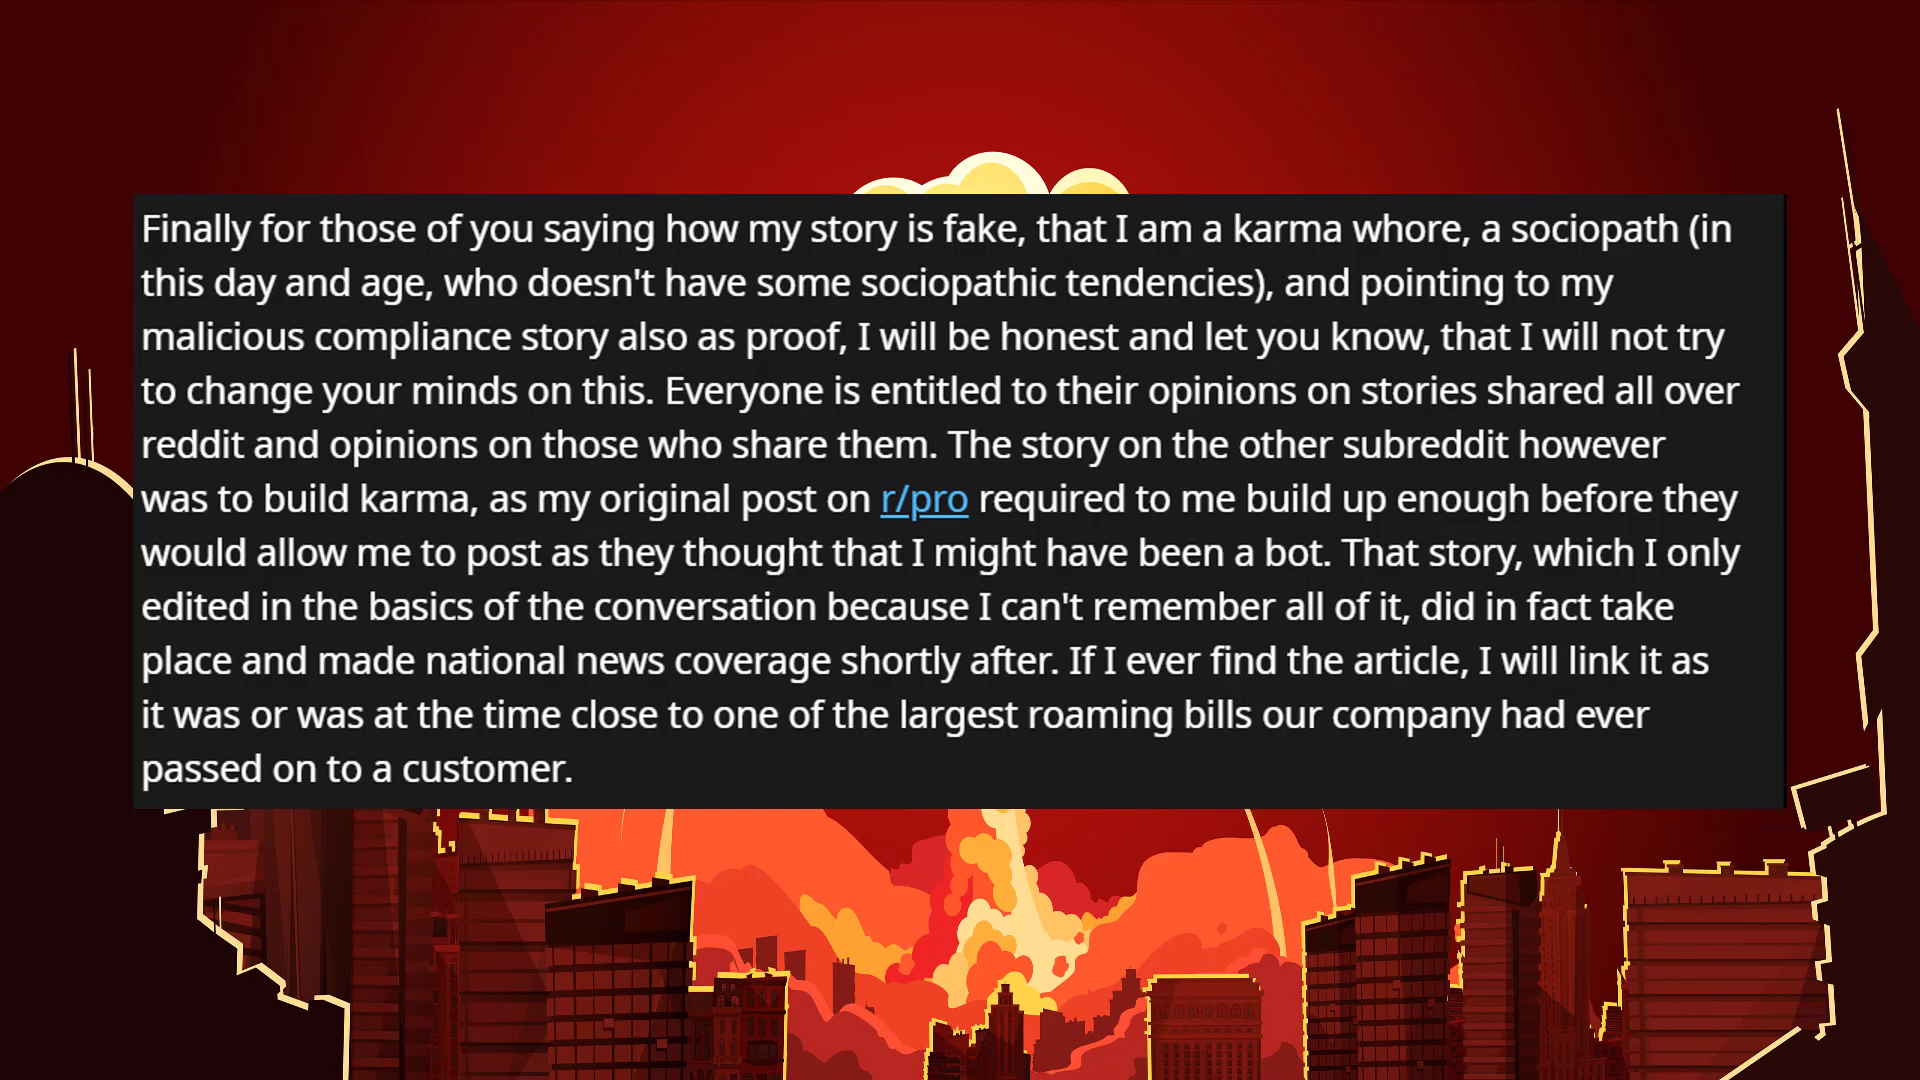 Finally for those of you saying how my story is fake, that I am a karma whore, a sociopath (in
this day and age, who doesn't have some sociopathic tendencies), and pointing to my
malicious compliance story also as proof, I will be honest and let you know, that I will not try
to change your minds on this. Everyone is entitled to their opinions on stories shared all over
reddit and opinions on those who share them. The story on the other subreddit however
was to build karma, as my original post on r/pro required to me build up enough before they
would allow me to post as they thought that I might have been a bot. That story, which I only
edited in the basics of the conversation because I can't remember all of it, did in fact take
place and made national news coverage shortly after. If I ever find the article, I will link it as
it was or was at the time close to one of the largest roaming bills our company had ever
passed on to a customer.